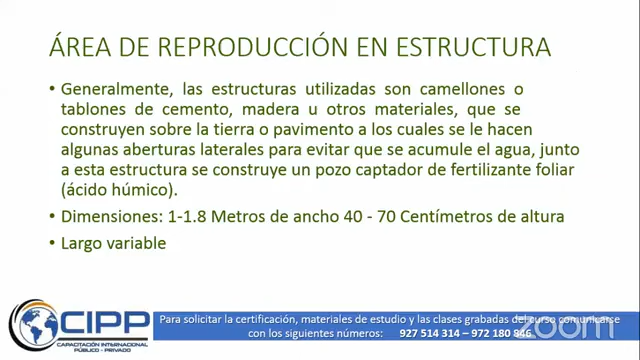 ÁREA DE REPRODUCCIÓN EN ESTRUCTURA
• Generalmente, las estructuras utilizadas son camellones o
tablones de cemento, madera u otros materiales, que se
construyen sobre la tierra o pavimento a los cuales se le hacen
algunas aberturas laterales para evitar que se acumule el agua, junto
a esta estructura se construye un pozo captador de fertilizante foliar
(ácido húmico).
• Dimensiones: 1-1.8 Metros de ancho 40 - 70 Centímetros de altura
• Largo variable
CIPP
CAPACITACIÓN INTERNACIONAL
PÚBLICO - PRIVADO
Para solicitar la certificación, materiales de estudio y las clases grabadas del curso comunicarse
con los siguientes números: 927 514 314 – 972 180 846
zoom